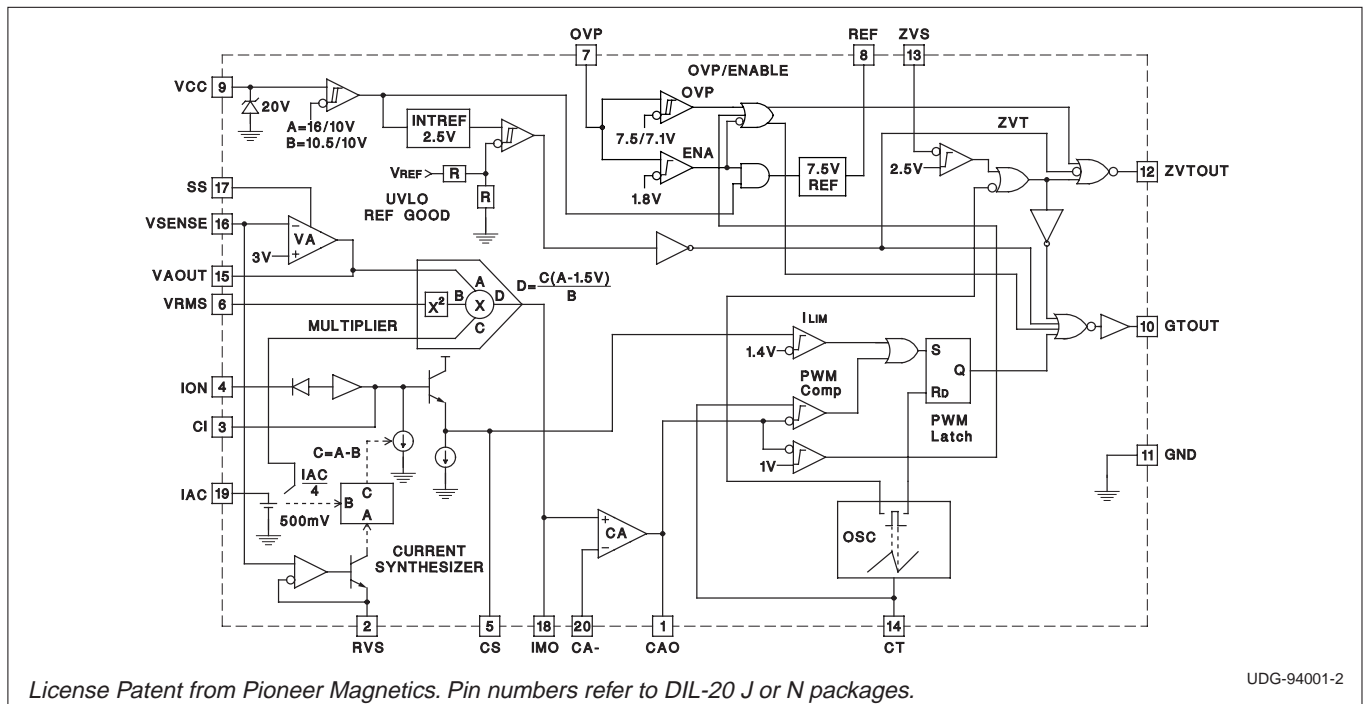 OVP
7
REF
8
ZVS
13
OVP/ENABLE
VCC 9
20V
A=16/10V
B=10.5/10V
INTREF
2.5V
OVP
7.5/7.1V
ENA
1.8V
7.5V
REF
ZVT
2.5V
12 ZVTOUT
VREF
R
R
UVLO
REF GOOD
SS 17
VSENSE 16
VA
3V
VAOUT 15
VRMS 6
X²
A
B X D
C
D= C(A-1.5V)
B
MULTIPLIER
ILIM
1.4V
S
Q
RD
10 GTOUT
PWM
Comp
PWM
Latch
ION 4
CI 3
C=A-B
1V
11 GND
IAC
4
IAC 19
500mV
C
B
A
CURRENT
SYNTHESIZER
+
CA
−
OSC
2
RVS
5
CS
18
IMO
20
CA-
1
CAO
14
CT
License Patent from Pioneer Magnetics. Pin numbers refer to DIL-20 J or N packages.
UDG-94001-2